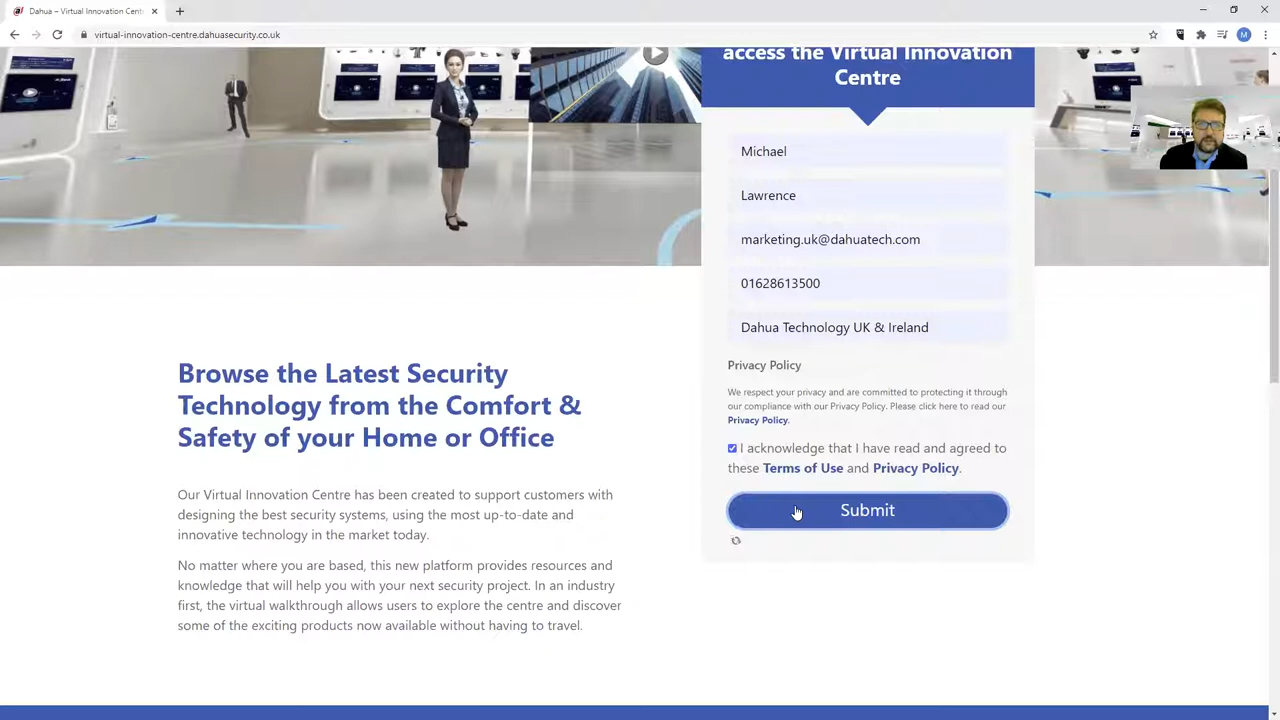 Dahua – Virtual Innovation Cent
virtual-innovation-centre.dahuasecurity.co.uk
M
access the Virtual Innovation
Centre
Michael
Lawrence
marketing.uk@dahuatech.com
01628613500
Dahua Technology UK & Ireland
Privacy Policy
We respect your privacy and are committed to protecting it through
our compliance with our Privacy Policy. Please click here to read our
Privacy Policy.
I acknowledge that I have read and agreed to
these Terms of Use and Privacy Policy.
Submit
Browse the Latest Security
Technology from the Comfort &
Safety of your Home or Office
Our Virtual Innovation Centre has been created to support customers with
designing the best security systems, using the most up-to-date and
innovative technology in the market today.
No matter where you are based, this new platform provides resources and
knowledge that will help you with your next security project. In an industry
first, the virtual walkthrough allows users to explore the centre and discover
some of the exciting products now available without having to travel.